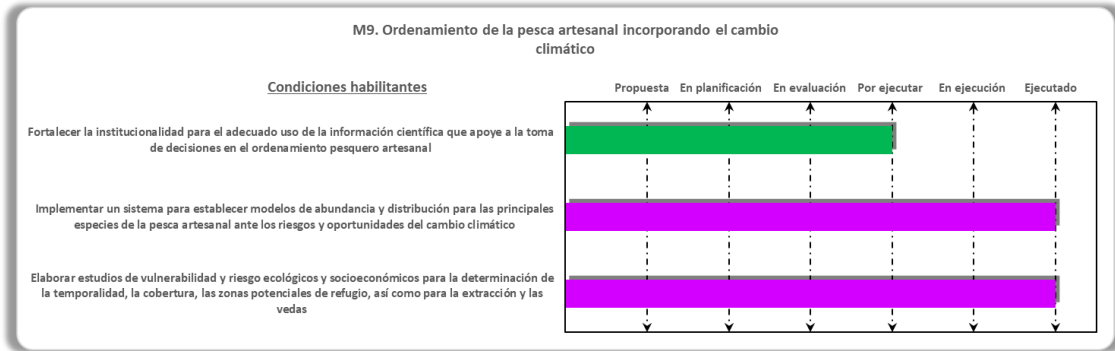 M9. Ordenamiento de la pesca artesanal incorporando el cambio
climático
Condiciones habilitantes
Propuesta En planificación En evaluación Por ejecutar En ejecución Ejecutado
Fortalecer la institucionalidad para el adecuado uso de la información científica que apoye a la toma
de decisiones en el ordenamiento pesquero artesanal
Implementar un sistema para establecer modelos de abundancia y distribución para las principales
especies de la pesca artesanal ante los riesgos y oportunidades del cambio climático
Elaborar estudios de vulnerabilidad y riesgo ecológicos y socioeconómicos para la determinación de
la temporalidad, la cobertura, las zonas potenciales de refugio, así como para la extracción y las
vedas